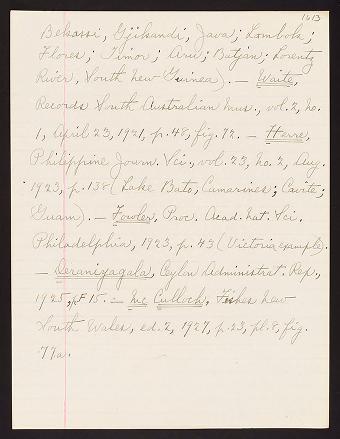 1613
Bekassi, Gjikandi, Java; Lombok;
Flores; Timor; Aru; Batjan; Lorentz
River, South New Guinea). — Waite,
Records South Australian Mus., vol. 2, no.
1, April 23, 1921, p. 48, fig. 72. — Herre,
Philippine Journ. Sci., vol. 23, no. 2, Aug.
1923, p. 138 (Lake Bato, Camarines; Cavite;
Guam). — Fowler, Proc. Acad. Nat. Sci.
Philadelphia, 1923, p. 43 (Victoria example).
— Deraniyagala, Ceylon Administrat. Rep.,
1925, pF 15. — McCulloch, Fishes New
South Wales, ed. 2, 1927, p. 23, pl. 8, fig.
77a.